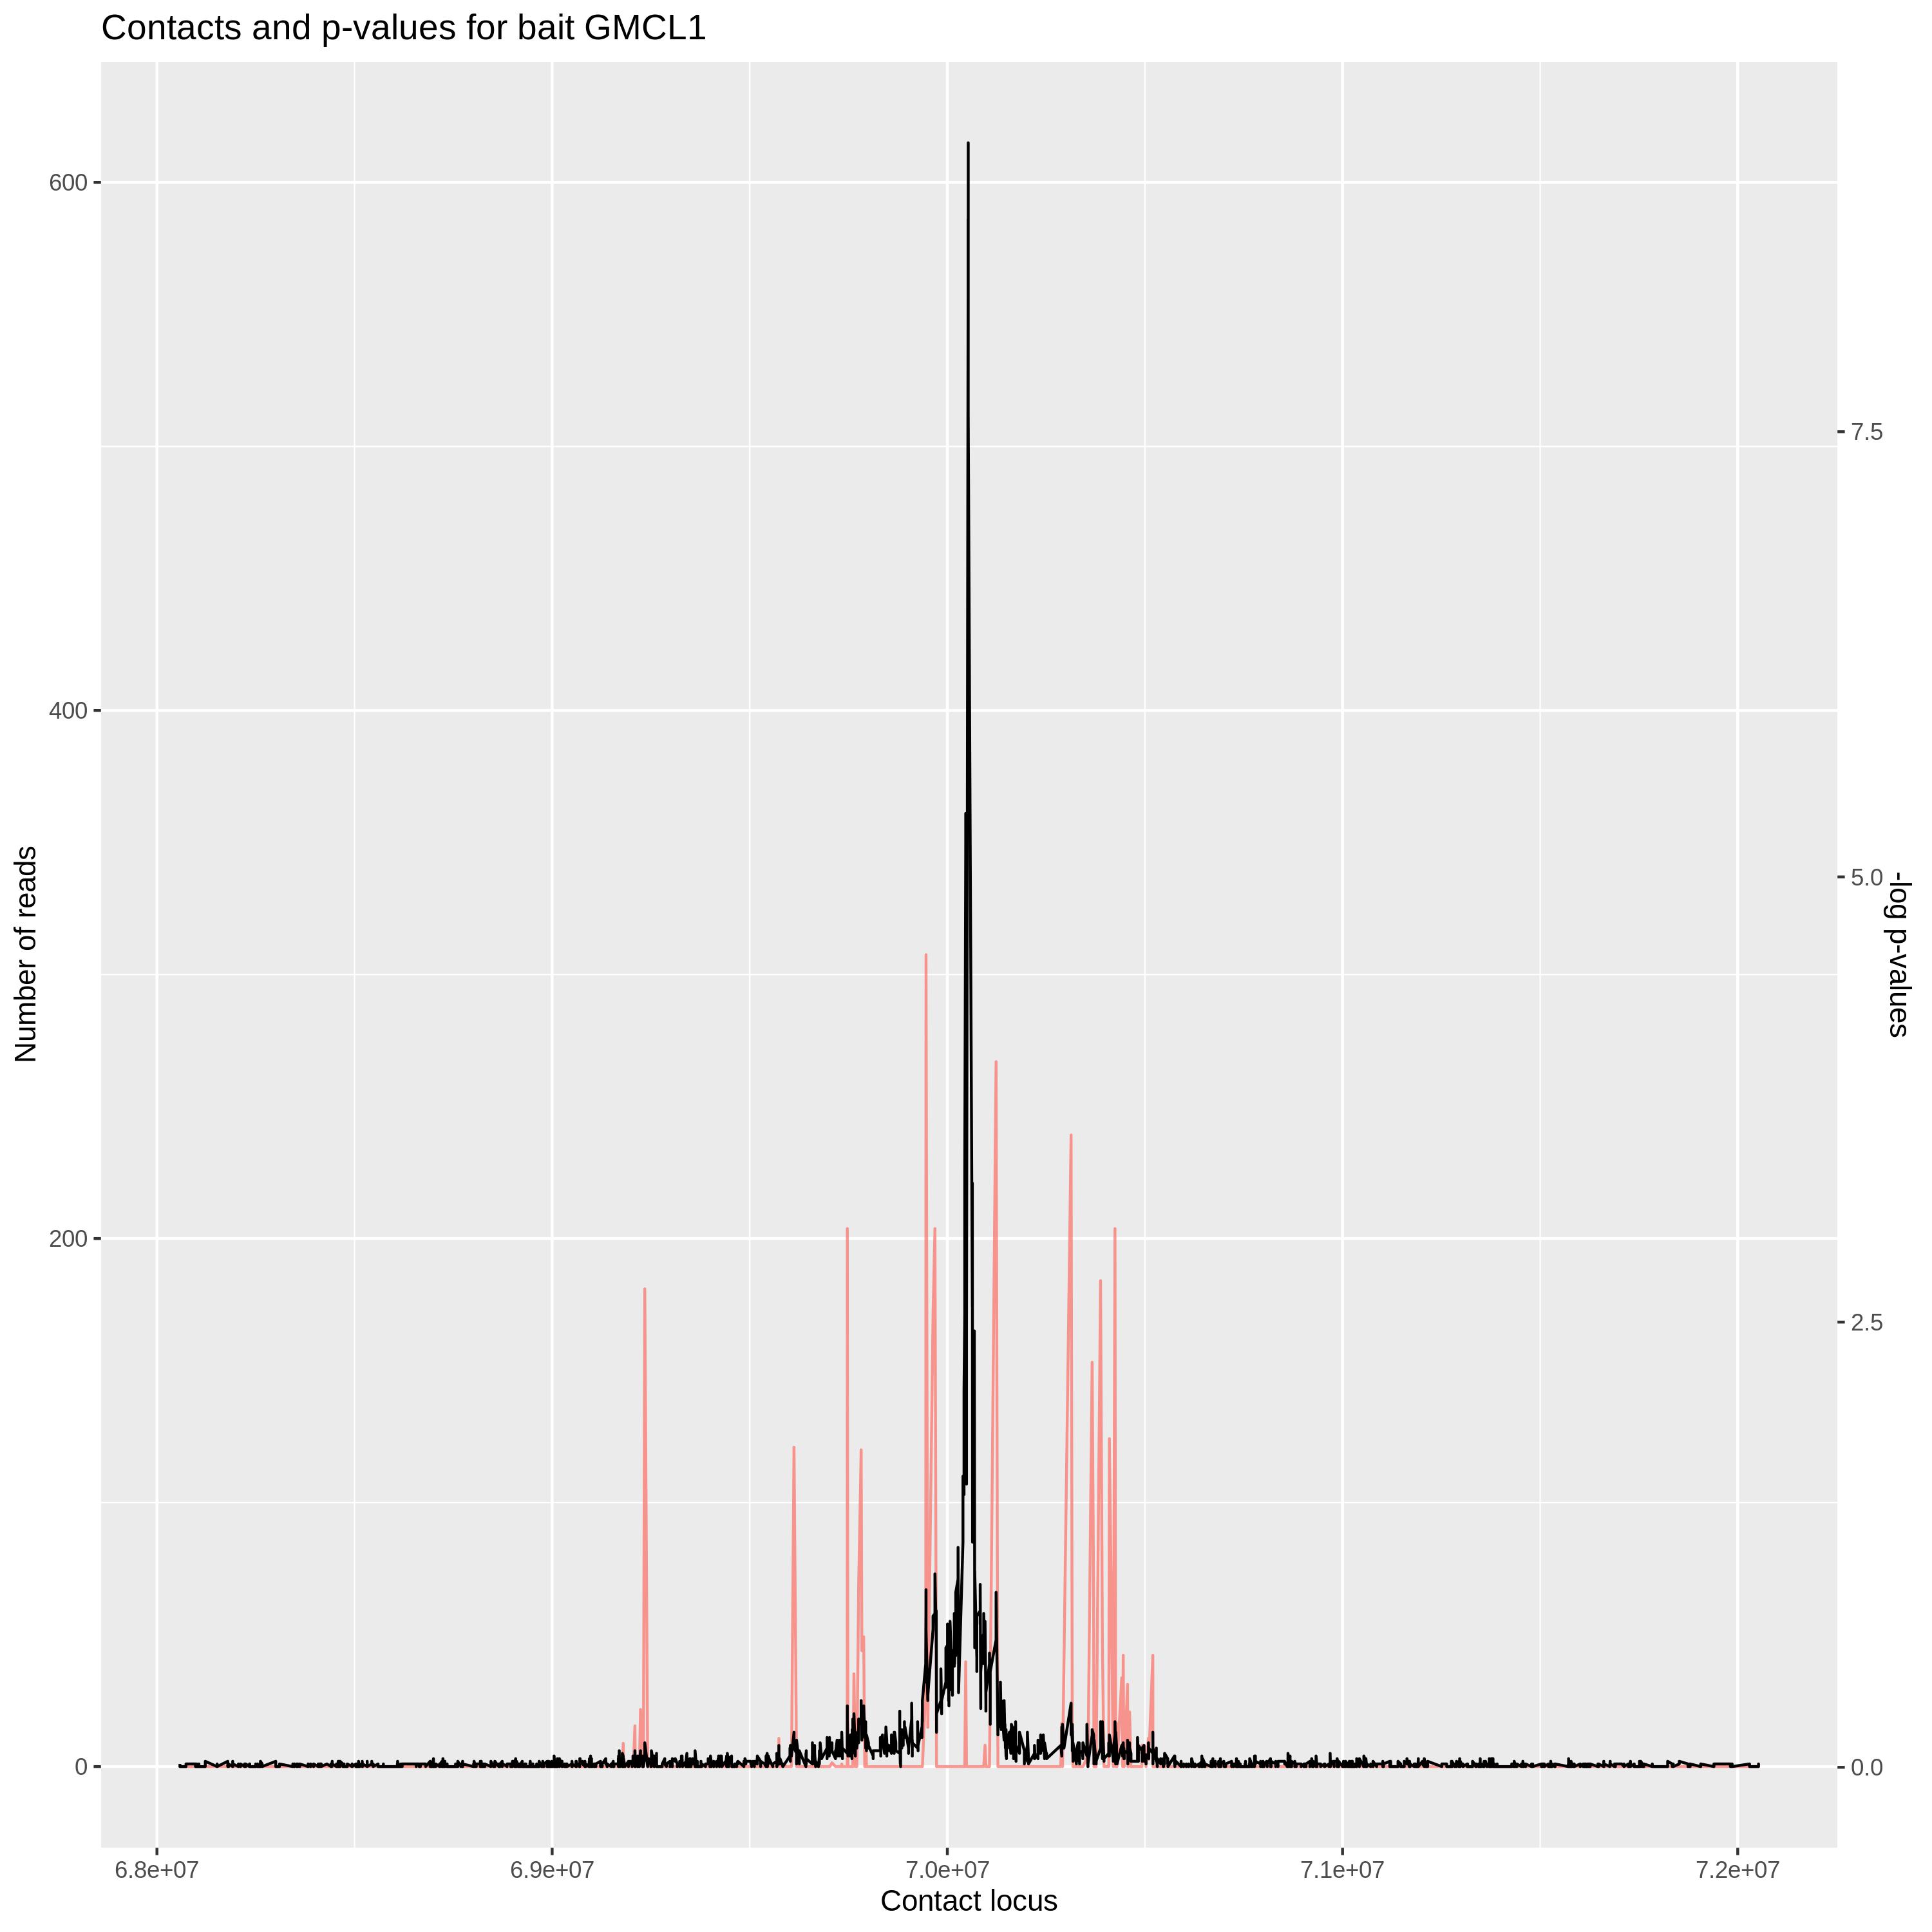 Contacts and p-values for bait GMCL1
600
400
200
0
Number of reads
7.5
5.0
2.5
0.0
-log p-values
6.8e+07
6.9e+07
7.0e+07
7.1e+07
7.2e+07
Contact locus